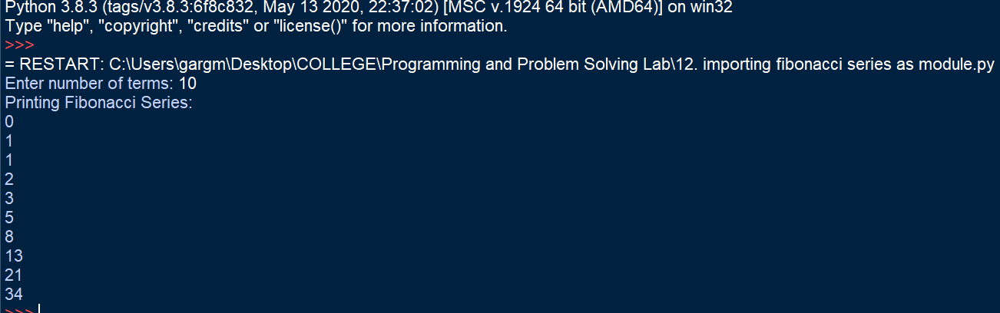 Python 3.8.3 (tags/v3.8.3:6f8c832, May 13 2020, 22:37:02) [MSC v.1924 64 bit (AMD64)] on win32
Type "help", "copyright", "credits" or "license()" for more information.
>>>
= RESTART: C:\Users\gargm\Desktop\COLLEGE\Programming and Problem Solving Lab\12. importing fibonacci series as module.py
Enter number of terms: 10
Printing Fibonacci Series:
0
1
1
2
3
5
8
13
21
34
>>>